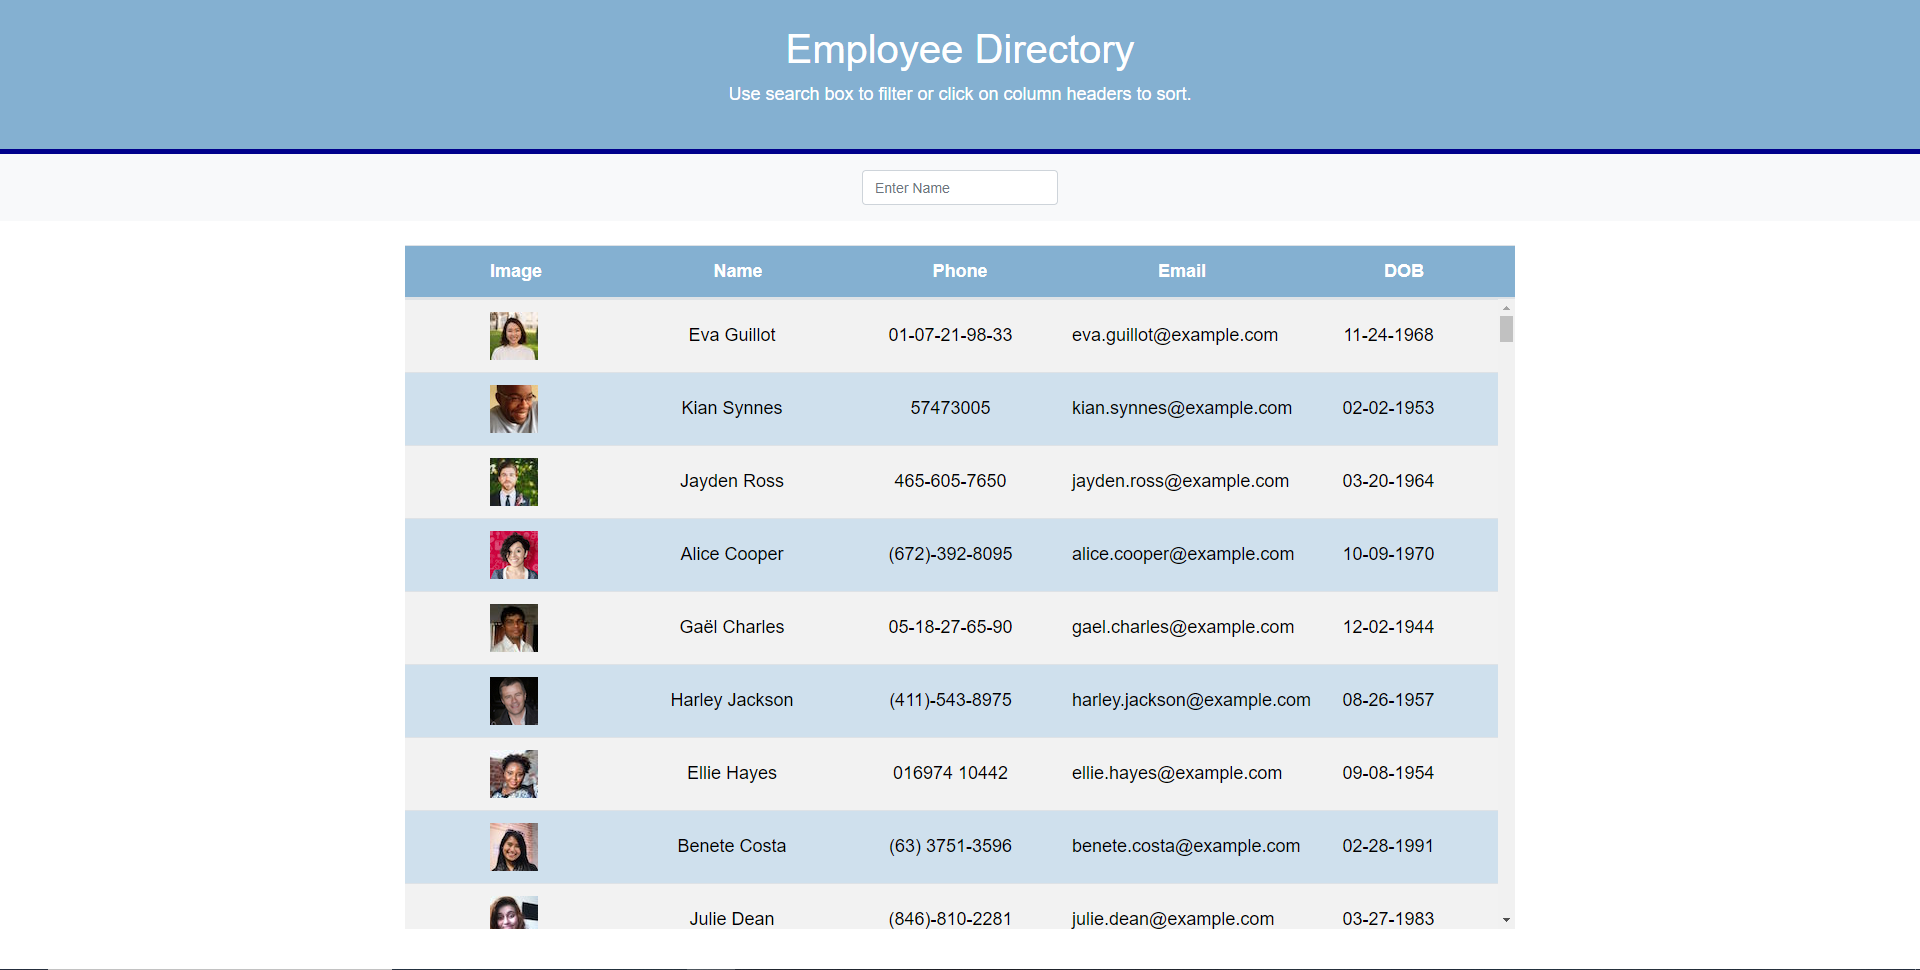 Employee Directory
Use search box to filter or click on column headers to sort.
Enter Name
Image Name Phone Email DOB
Eva Guillot 01-07-21-98-33 eva.guillot@example.com 11-24-1968
Kian Synnes 57473005 kian.synnes@example.com 02-02-1953
Jayden Ross 465-605-7650 jayden.ross@example.com 03-20-1964
Alice Cooper (672)-392-8095 alice.cooper@example.com 10-09-1970
Gaël Charles 05-18-27-65-90 gael.charles@example.com 12-02-1944
Harley Jackson (411)-543-8975 harley.jackson@example.com 08-26-1957
Ellie Hayes 016974 10442 ellie.hayes@example.com 09-08-1954
Benete Costa (63) 3751-3596 benete.costa@example.com 02-28-1991
Julie Dean (846)-810-2281 julie.dean@example.com 03-27-1983